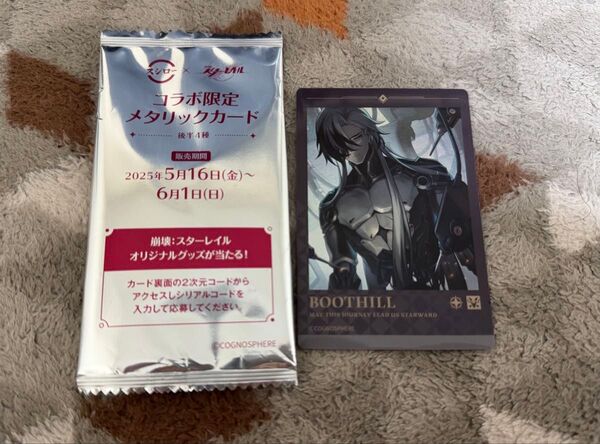 スシロー × スターレイル
コラボ限定
メタリックカード
後半4種
販売期間
2025年5月16日(金)～
6月1日(日)
崩壊：スターレイル
オリジナルグッズが当たる！
カード裏面の2次元コードから
アクセスしシリアルコードを
入力して応募してください。
©COGNOSPHERE
BOOTHILL
MAY THIS JOURNEY LEAD US STARWARD
©COGNOSPHERE